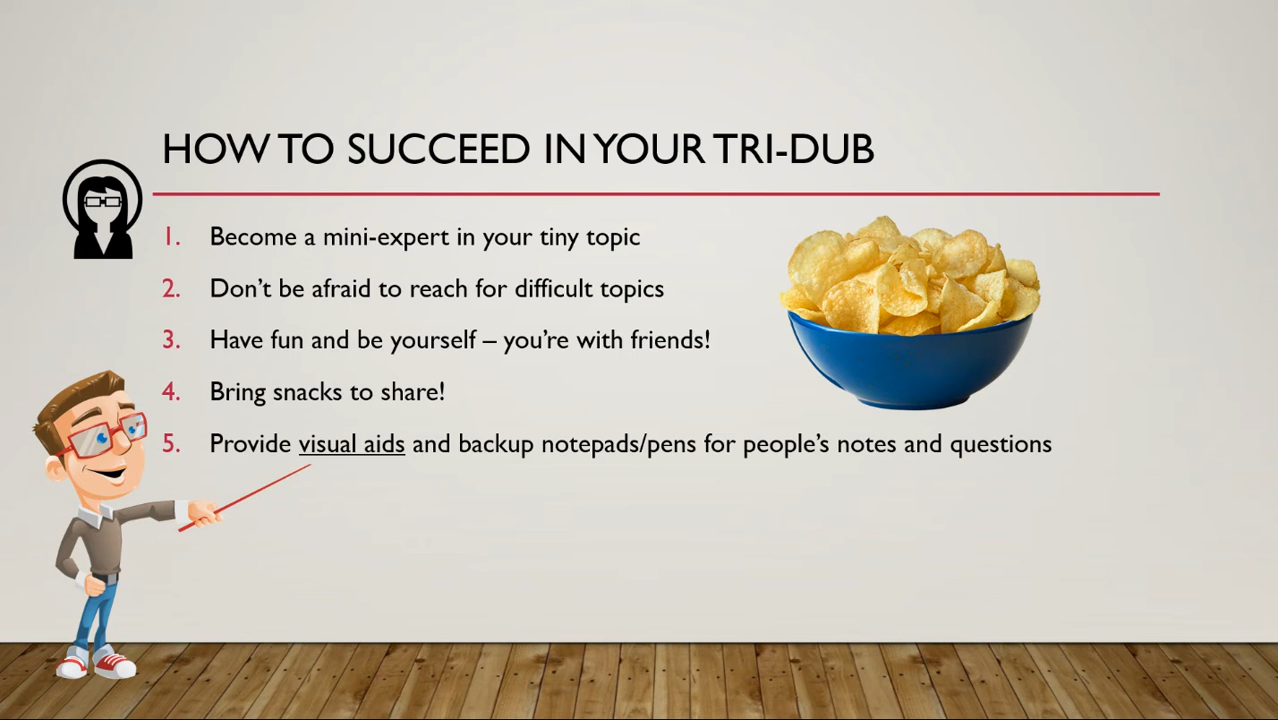 HOW TO SUCCEED IN YOUR TRI-DUB
1. Become a mini-expert in your tiny topic
2. Don’t be afraid to reach for difficult topics
3. Have fun and be yourself – you’re with friends!
4. Bring snacks to share!
5. Provide visual aids and backup notepads/pens for people’s notes and questions